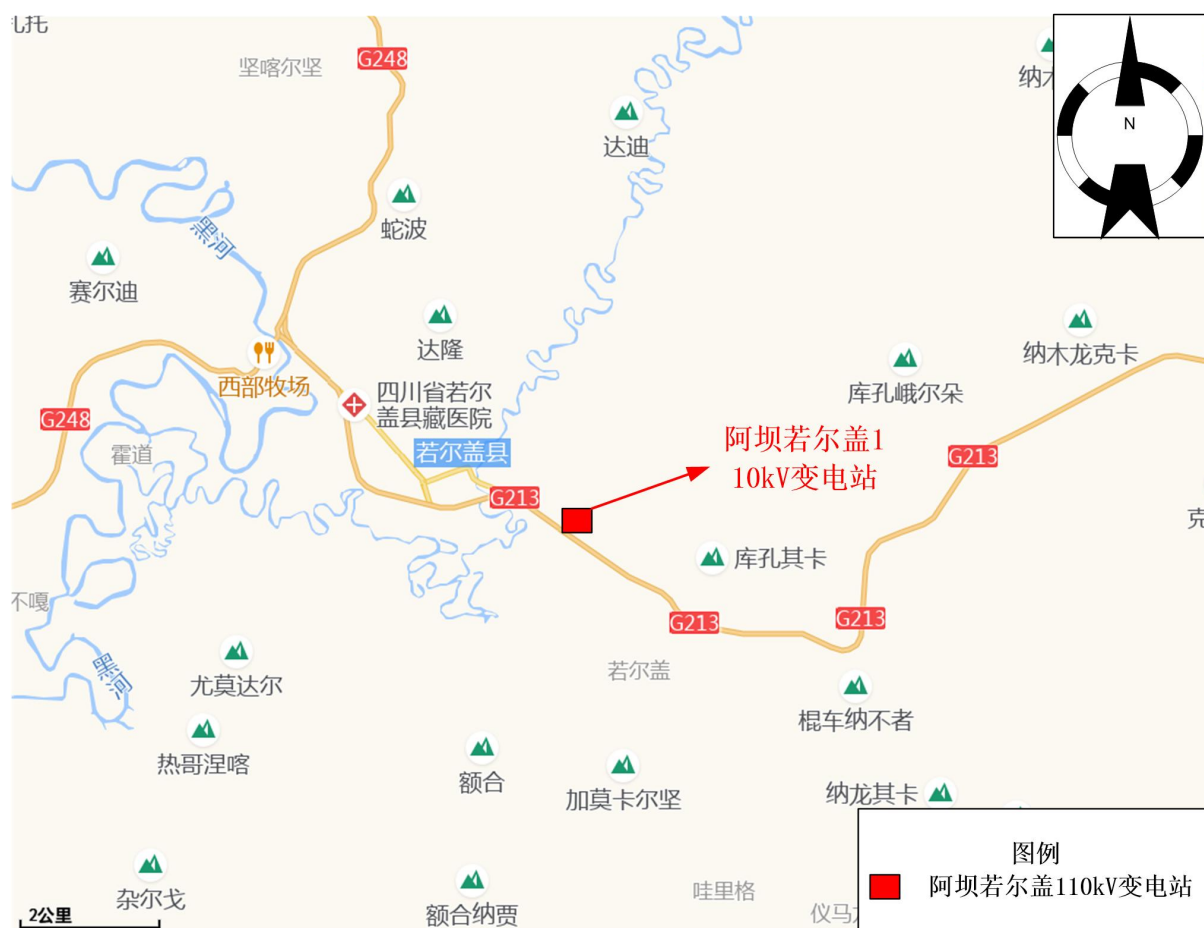 扎托
G248
坚喀尔坚
纳木
N
达迪
蛇波
黑河
赛尔迪
达隆
纳木龙克卡
西部牧场
四川省若尔
盖县藏医院
库孔峨尔朵
G248
霍道
若尔盖县
阿坝若尔盖1
10kV变电站
G213
G213
克
库孔其卡
不嘎
G213
G213
黑河
尤莫达尔
若尔盖
棍车纳不者
热哥涅喀
额合
加莫卡尔坚
纳龙其卡
图例
阿坝若尔盖110kV变电站
杂尔戈
额合纳贾
哇里格
仪马
2公里